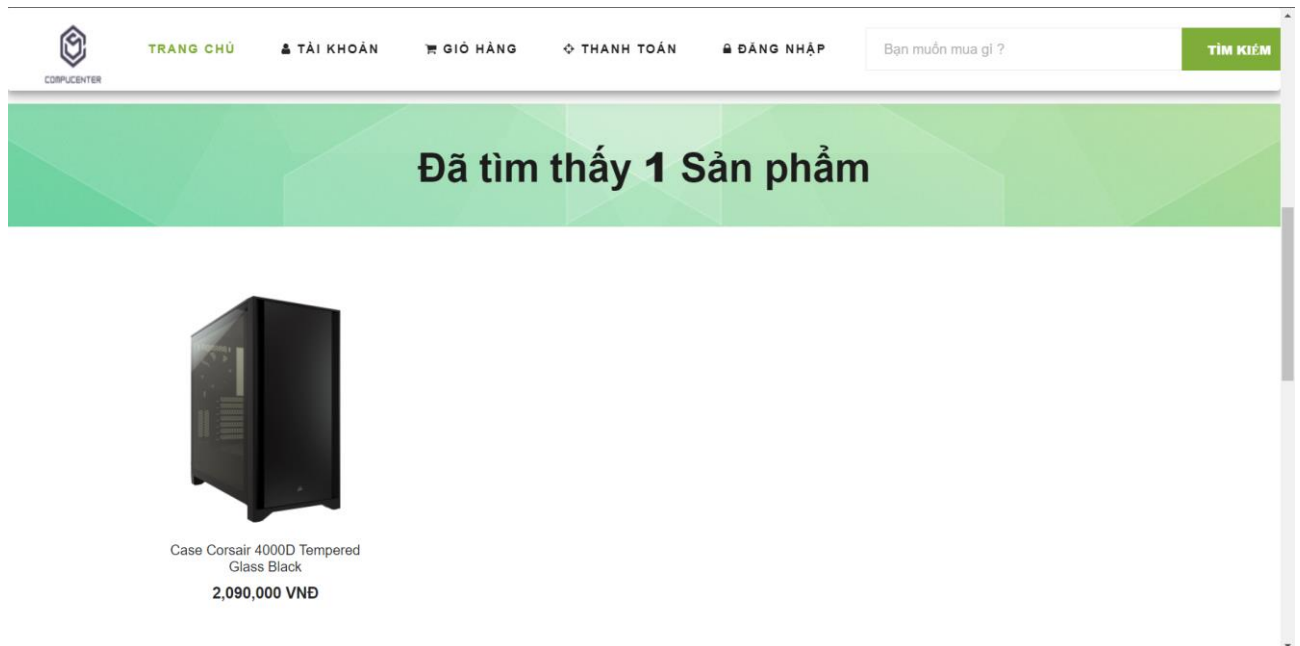 COMPUCENTER
TRANG CHỦ
TÀI KHOẢN
GIỎ HÀNG
THANH TOÁN
ĐĂNG NHẬP
Bạn muốn mua gì ?
TÌM KIẾM
Đã tìm thấy 1 Sản phẩm
Case Corsair 4000D Tempered
Glass Black
2,090,000 VNĐ